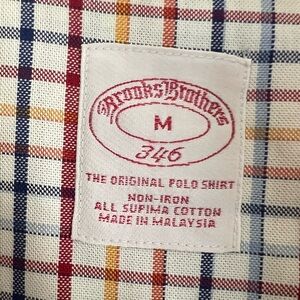 Brooks Brothers
M
346
THE ORIGINAL POLO SHIRT
NON-IRON
ALL SUPIMA COTTON
MADE IN MALAYSIA